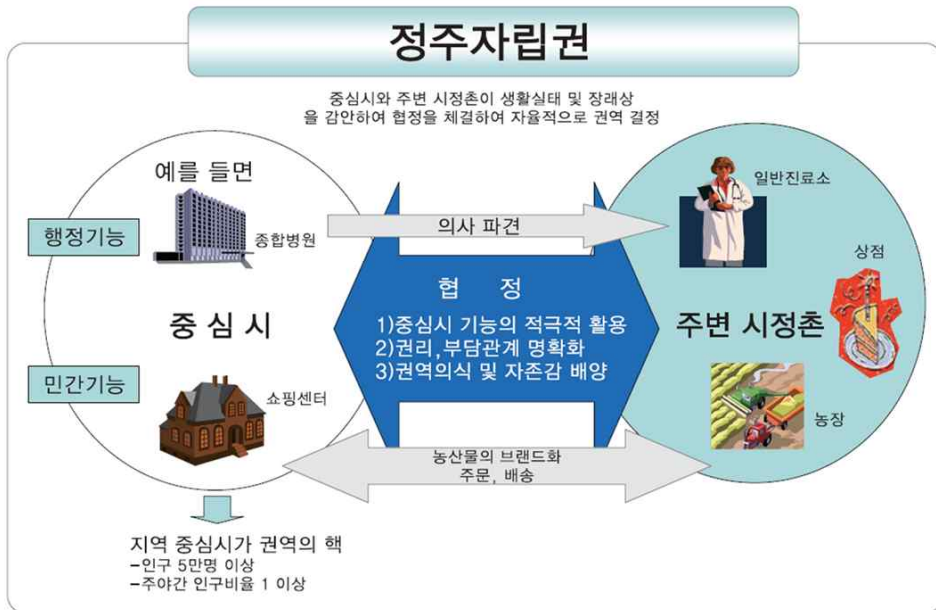 정주자립권
중심시와 주변 시정촌이 생활실태 및 장래상
을 감안하여 협정을 체결하여 자율적으로 권역 결정
예를 들면
행정기능
종합병원
중 심 시
민간기능
쇼핑센터
의사 파견
협 정
1)중심시 기능의 적극적 활용
2)권리,부담관계 명확화
3)권역의식 및 자존감 배양
농산물의 브랜드화
주문, 배송
일반진료소
상점
주변 시정촌
농장
지역 중심시가 권역의 핵
-인구 5만명 이상
-주야간 인구비율 1 이상